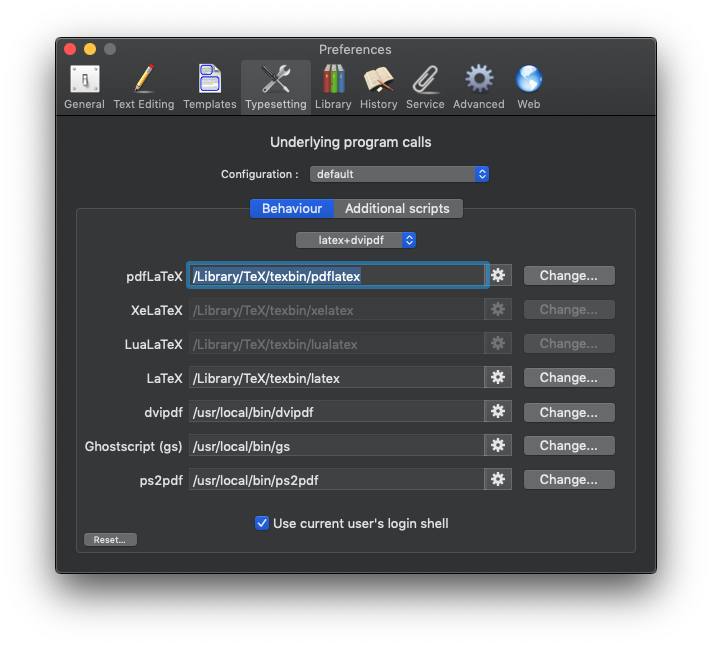 Preferences
General Text Editing Templates Typesetting Library History Service Advanced Web
Underlying program calls
Configuration : default
Behaviour Additional scripts
latex+dvipdf
pdfLaTeX /Library/TeX/texbin/pdflatex Change...
XeLaTeX /Library/TeX/texbin/xelatex Change...
LuaLaTeX /Library/TeX/texbin/lualatex Change...
LaTeX /Library/TeX/texbin/latex Change...
dvipdf /usr/local/bin/dvipdf Change...
Ghostscript (gs) /usr/local/bin/gs Change...
ps2pdf /usr/local/bin/ps2pdf Change...
Use current user's login shell
Reset...